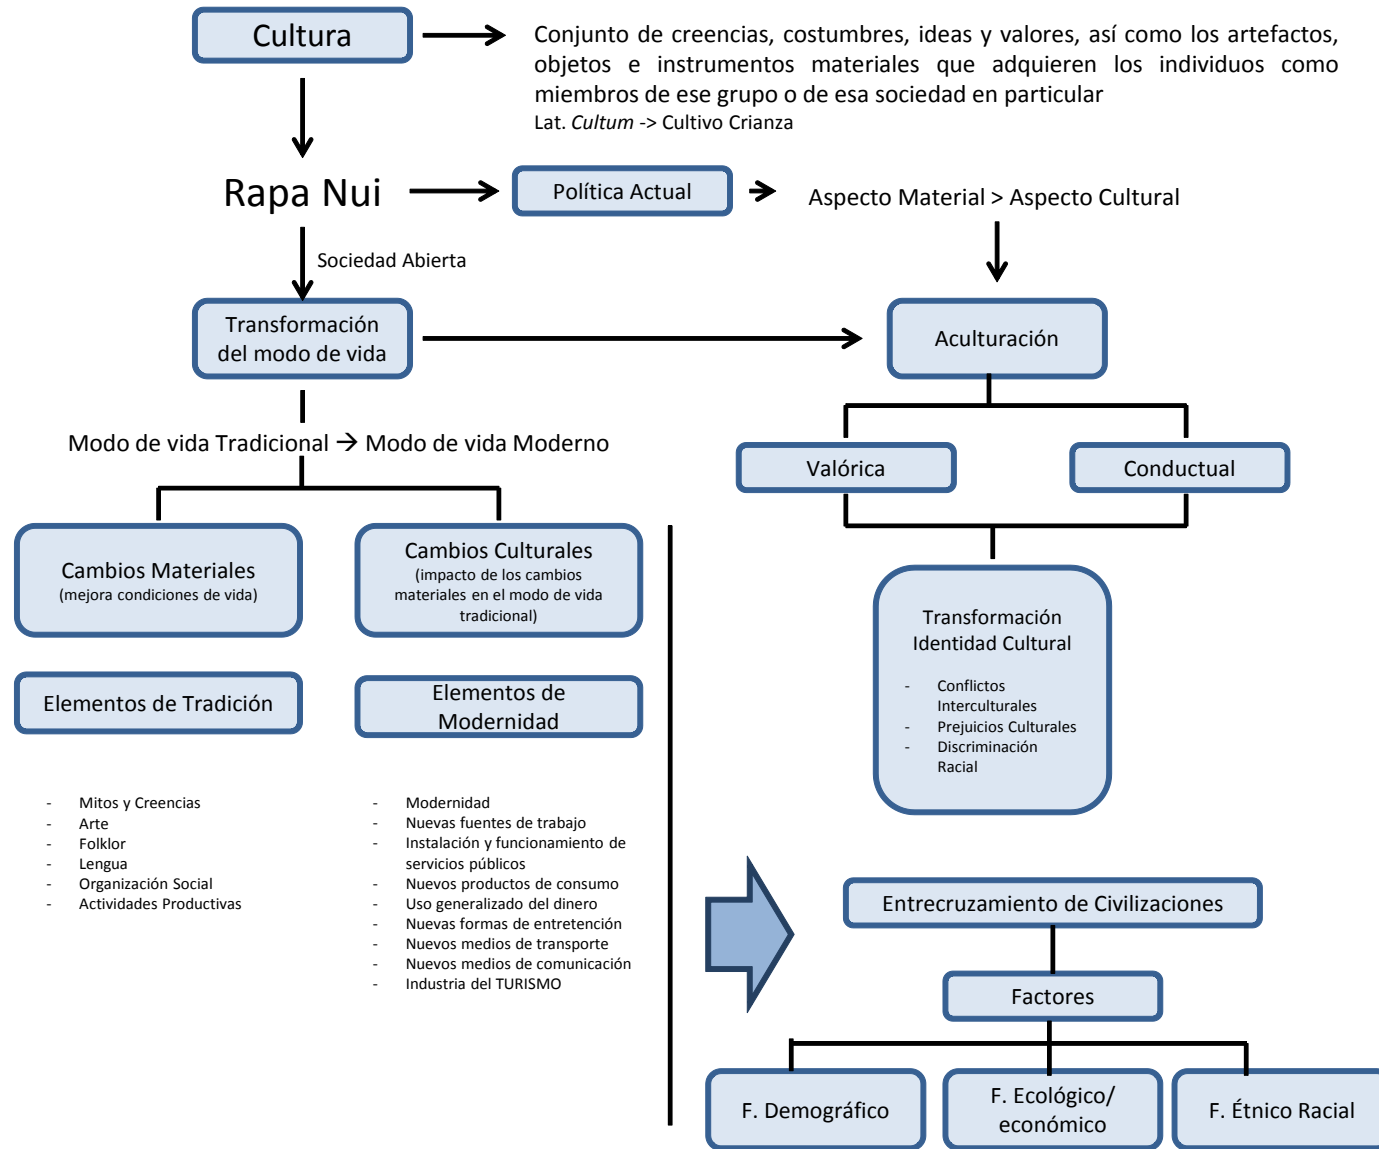 Cultura
Conjunto de creencias, costumbres, ideas y valores, así como los artefactos,
objetos e instrumentos materiales que adquieren los individuos como
miembros de ese grupo o de esa sociedad en particular
Lat. Cultum -> Cultivo Crianza
Rapa Nui
Política Actual
Aspecto Material > Aspecto Cultural
Sociedad Abierta
Transformación
del modo de vida
Aculturación
Modo de vida Tradicional → Modo de vida Moderno
Valórica
Conductual
Cambios Materiales
(mejora condiciones de vida)
Cambios Culturales
(impacto de los cambios
materiales en el modo de vida
tradicional)
Transformación
Identidad Cultural
- Conflictos
Interculturales
- Prejuicios Culturales
- Discriminación
Racial
Elementos de Tradición
Elementos de
Modernidad
- Mitos y Creencias
- Arte
- Folklor
- Lengua
- Organización Social
- Actividades Productivas
- Modernidad
- Nuevas fuentes de trabajo
- Instalación y funcionamiento de
servicios públicos
- Nuevos productos de consumo
- Uso generalizado del dinero
- Nuevas formas de entretención
- Nuevos medios de transporte
- Nuevos medios de comunicación
- Industria del TURISMO
Entrecruzamiento de Civilizaciones
Factores
F. Demográfico
F. Ecológico/
económico
F. Étnico Racial